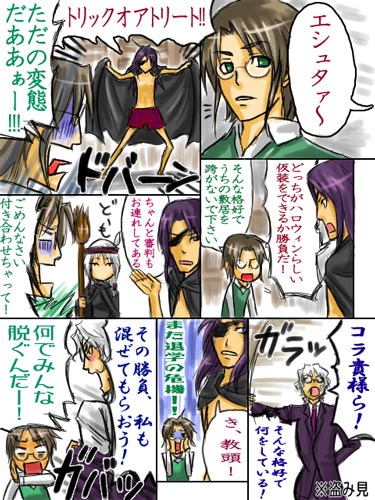 エシュタァ～
トリックオアトリート!!
ドバーン
ただの変態
だああぁー!!!
どっちがハロウィンらしい
仮装をできるか勝負だ!
そんな格好で
うちの敷居を
跨がないで下さい
ちゃんと審判も
お連れしてある
ども
ごめんなさい
付き合わせちゃって!
ガラッ
コラ貴様ら!
そんな格好で
何をしている!
※盗み見
き、教頭!
また退学の危機!!
その勝負、私も
混ぜてもらおう!
ガバッ
何でみんな
脱ぐんだー!